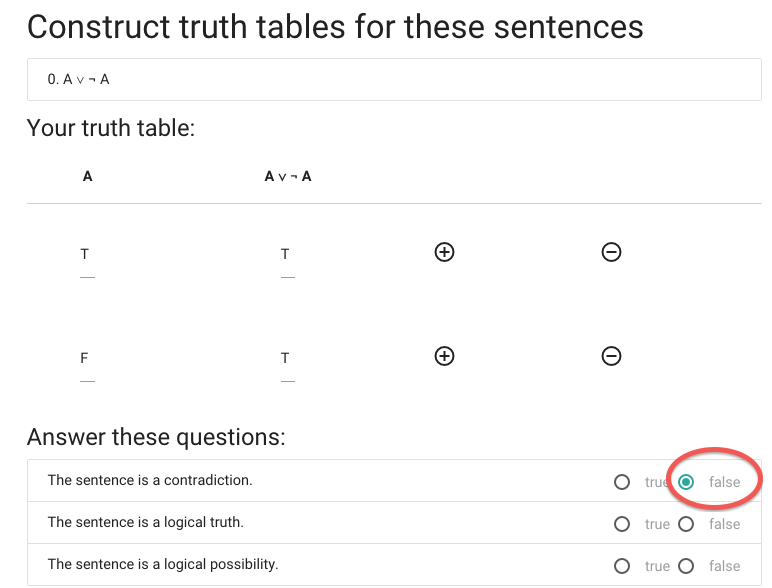 Construct truth tables for these sentences
0. A ∨ ¬ A
Your truth table:
A A ∨ ¬ A
T T
F T
Answer these questions:
The sentence is a contradiction. true false
The sentence is a logical truth. true false
The sentence is a logical possibility. true false